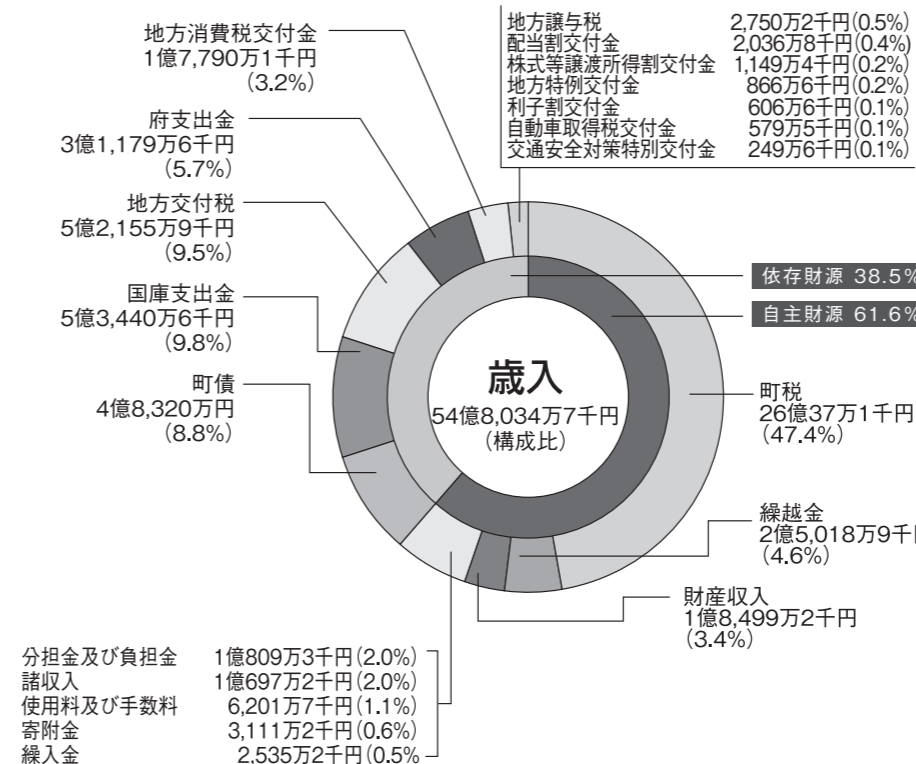 地方消費税交付金
1億7,790万1千円
(3.2%)
府支出金
3億1,179万6千円
(5.7%)
地方交付税
5億2,155万9千円
(9.5%)
国庫支出金
5億3,440万6千円
(9.8%)
町債
4億8,320万円
(8.8%)
地方譲与税 2,750万2千円(0.5%)
配当割交付金 2,036万8千円(0.4%)
株式等譲渡所得割交付金 1,149万4千円(0.2%)
地方特例交付金 866万6千円(0.2%)
利子割交付金 606万6千円(0.1%)
自動車取得税交付金 579万5千円(0.1%)
交通安全対策特別交付金 249万6千円(0.1%)
依存財源 38.5%
自主財源 61.6%
歳入
54億8,034万7千円
(構成比)
町税
26億37万1千円
(47.4%)
繰越金
2億5,018万9千円
(4.6%)
財産収入
1億8,499万2千円
(3.4%)
分担金及び負担金 1億809万3千円(2.0%)
諸収入 1億697万2千円(2.0%)
使用料及び手数料 6,201万7千円(1.1%)
寄附金 3,111万2千円(0.6%)
繰入金 2,535万2千円(0.5%